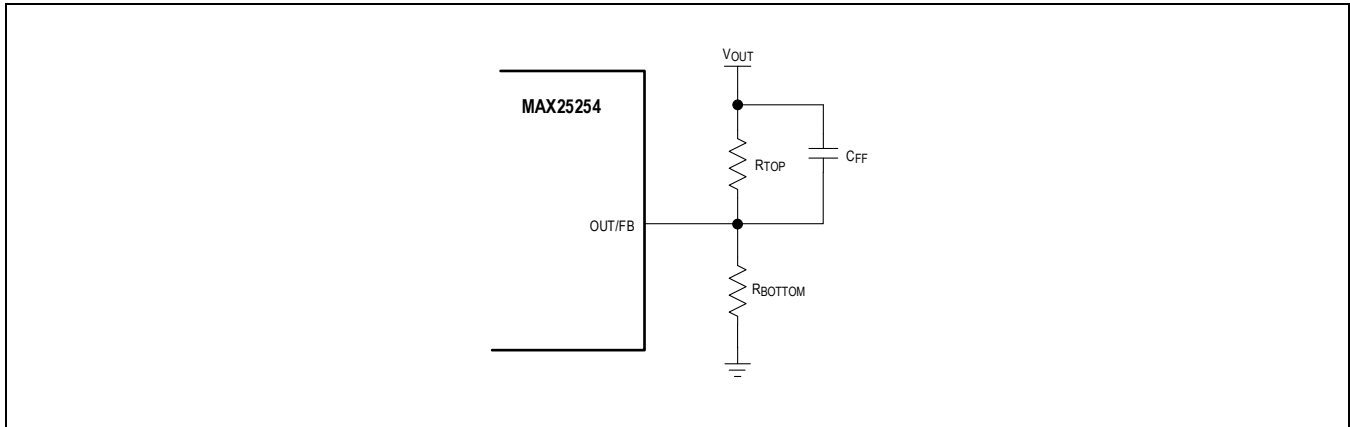 VOUT
MAX25254
RTOP
CFF
OUT/FB
RBOTTOM